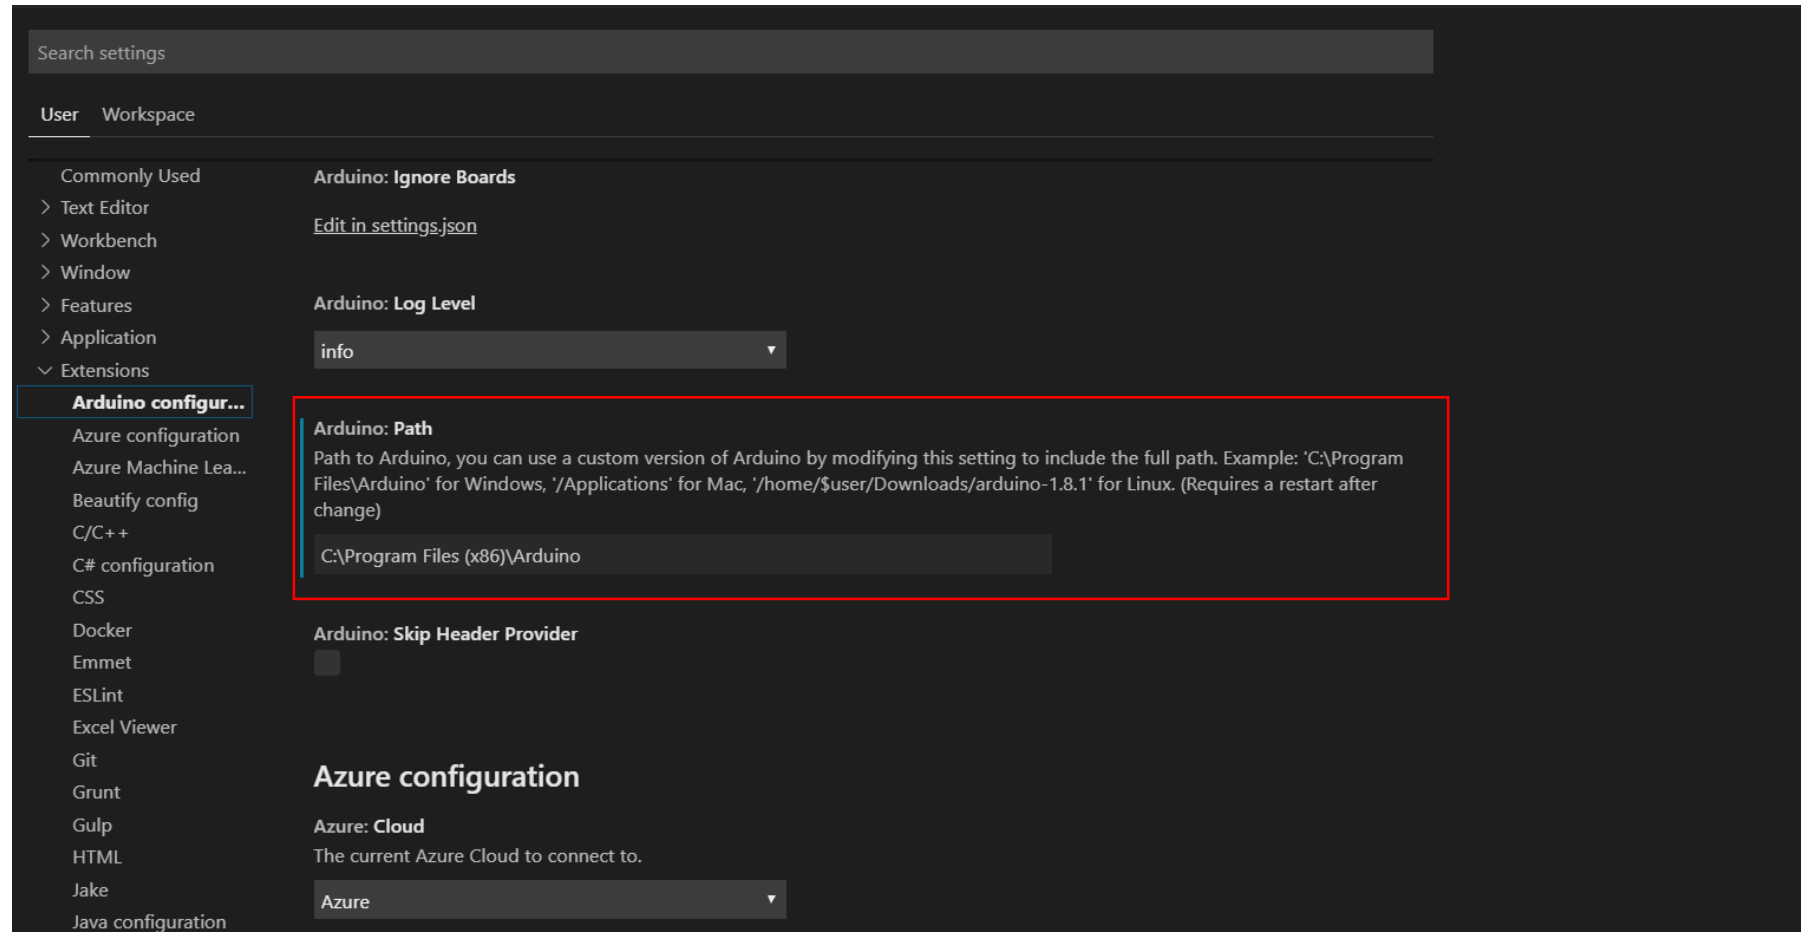 Search settings
User Workspace
Commonly Used
Text Editor
Workbench
Window
Features
Application
Extensions
Arduino configur...
Azure configuration
Azure Machine Lea...
Beautify config
C/C++
C# configuration
CSS
Docker
Emmet
ESLint
Excel Viewer
Git
Grunt
Gulp
HTML
Jake
Java configuration
Arduino: Ignore Boards
Edit in settings.json
Arduino: Log Level
info
Arduino: Path
Path to Arduino, you can use a custom version of Arduino by modifying this setting to include the full path. Example: 'C:\Program
Files\Arduino' for Windows, '/Applications' for Mac, '/home/$user/Downloads/arduino-1.8.1' for Linux. (Requires a restart after
change)
C:\Program Files (x86)\Arduino
Arduino: Skip Header Provider
Azure configuration
Azure: Cloud
The current Azure Cloud to connect to.
Azure